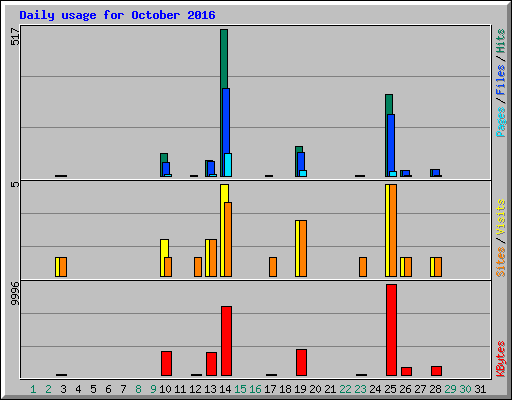 Daily usage for October 2016
517
Pages/Files/Hits
5
Sites/Visits
9996
KBytes
1 2 3 4 5 6 7 8 9 10 11 12 13 14 15 16 17 18 19 20 21 22 23 24 25 26 27 28 29 30 31